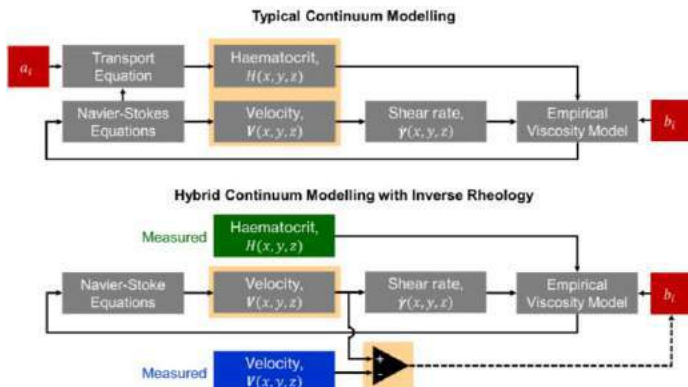 Typical Continuum Modelling
a_i
Transport
Equation
Haematocrit,
H(x, y, z)
Navier-Stokes
Equations
Velocity,
V(x, y, z)
Shear rate,
γ̇(x, y, z)
Empirical
Viscosity Model
b_i
Hybrid Continuum Modelling with Inverse Rheology
Measured
Haematocrit,
H(x, y, z)
Navier-Stoke
Equations
Velocity,
V(x, y, z)
Shear rate,
γ̇(x, y, z)
Empirical
Viscosity Model
b_i
Measured
Velocity,
V(x, y, z)
+
−